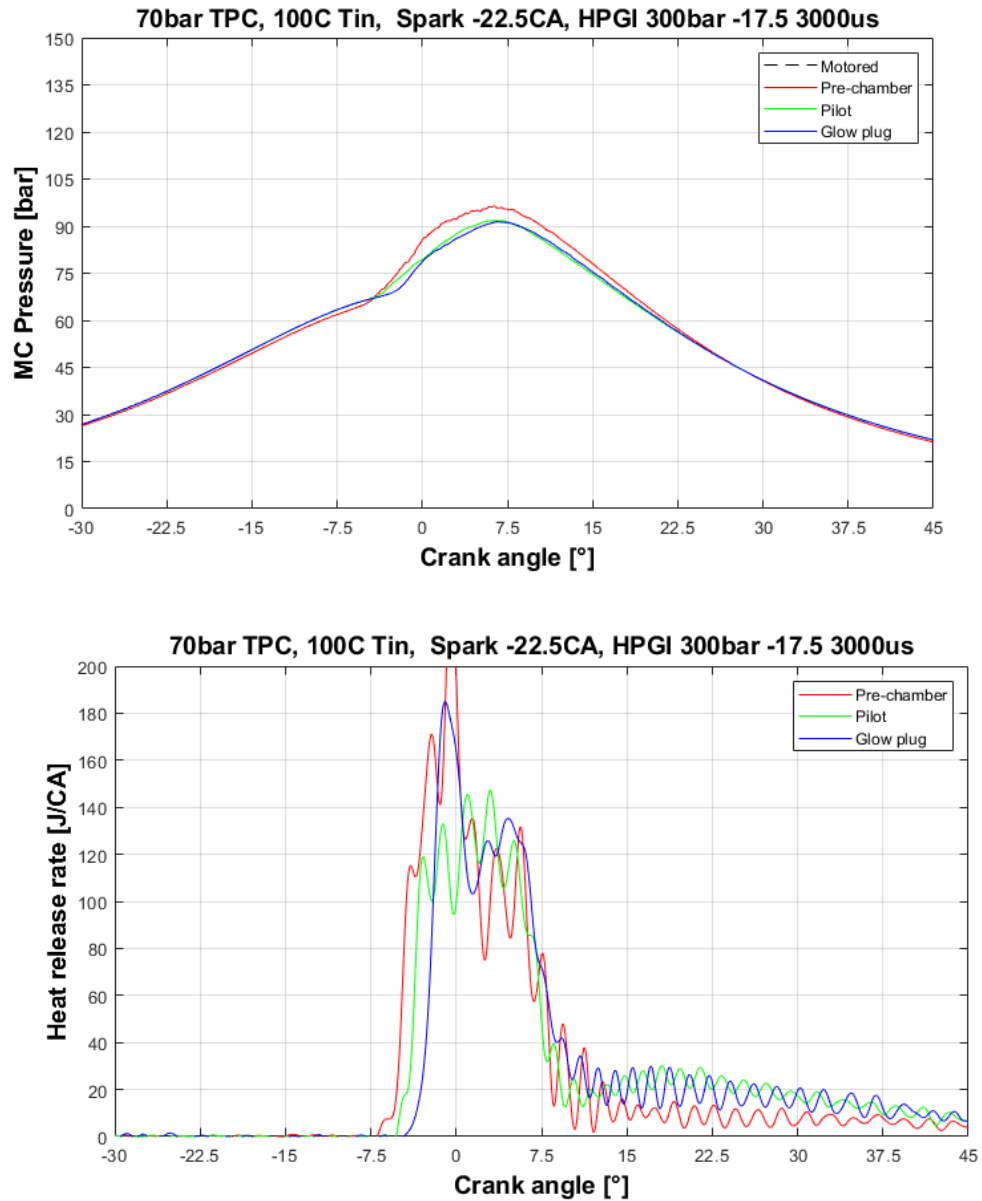 70bar TPC, 100C Tin,  Spark -22.5CA, HPGI 300bar -17.5 3000us
150
135
120
105
90
75
60
45
30
15
0
MC Pressure [bar]
Motored
Pre-chamber
Pilot
Glow plug
-30 -22.5 -15 -7.5 0 7.5 15 22.5 30 37.5 45
Crank angle [°]
70bar TPC, 100C Tin,  Spark -22.5CA, HPGI 300bar -17.5 3000us
200
180
160
140
120
100
80
60
40
20
0
Heat release rate [J/CA]
Pre-chamber
Pilot
Glow plug
-30 -22.5 -15 -7.5 0 7.5 15 22.5 30 37.5 45
Crank angle [°]